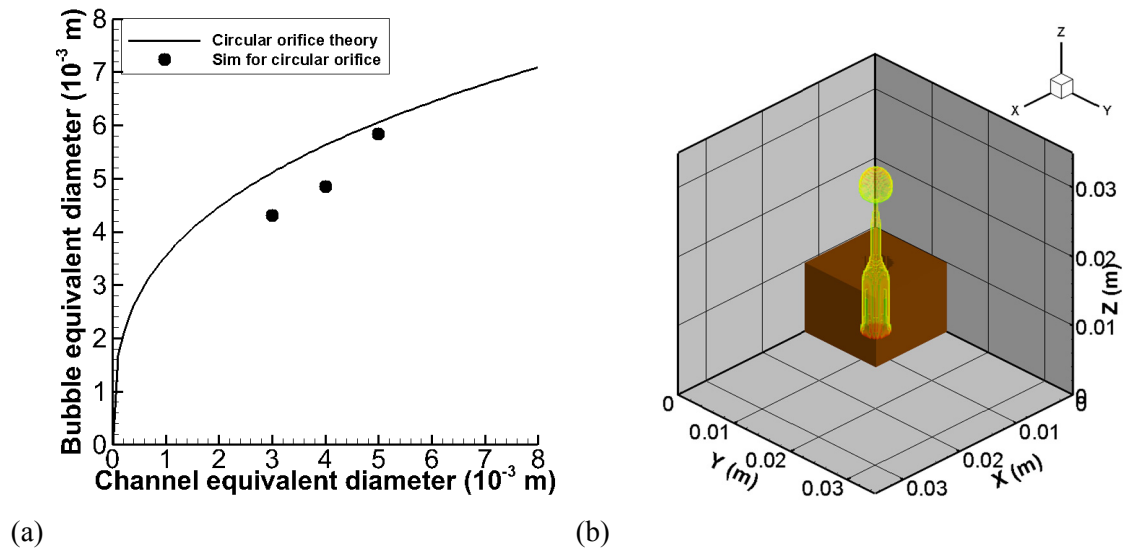 Bubble equivalent diameter (10⁻³ m)
8
7
6
5
4
3
2
1
0
Circular orifice theory
Sim for circular orifice
0 1 2 3 4 5 6 7 8
Channel equivalent diameter (10⁻³ m)
(a)
Z
X
Y
0.03
0.02
0.01
0
Z (m)
0
0.01
0.02
0.03
Y (m)
0
0.01
0.02
0.03
X (m)
(b)